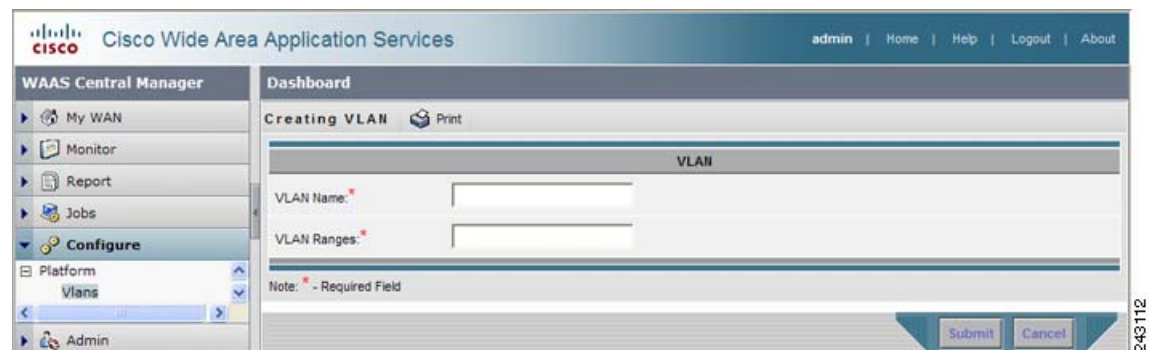 CISCO Cisco Wide Area Application Services
admin | Home | Help | Logout | About
WAAS Central Manager
Dashboard
My WAN
Creating VLAN Print
Monitor
VLAN
Report
VLAN Name:*
Jobs
VLAN Ranges:*
Configure
Platform
Vlans
Note: * - Required Field
Admin
Submit Cancel
243112